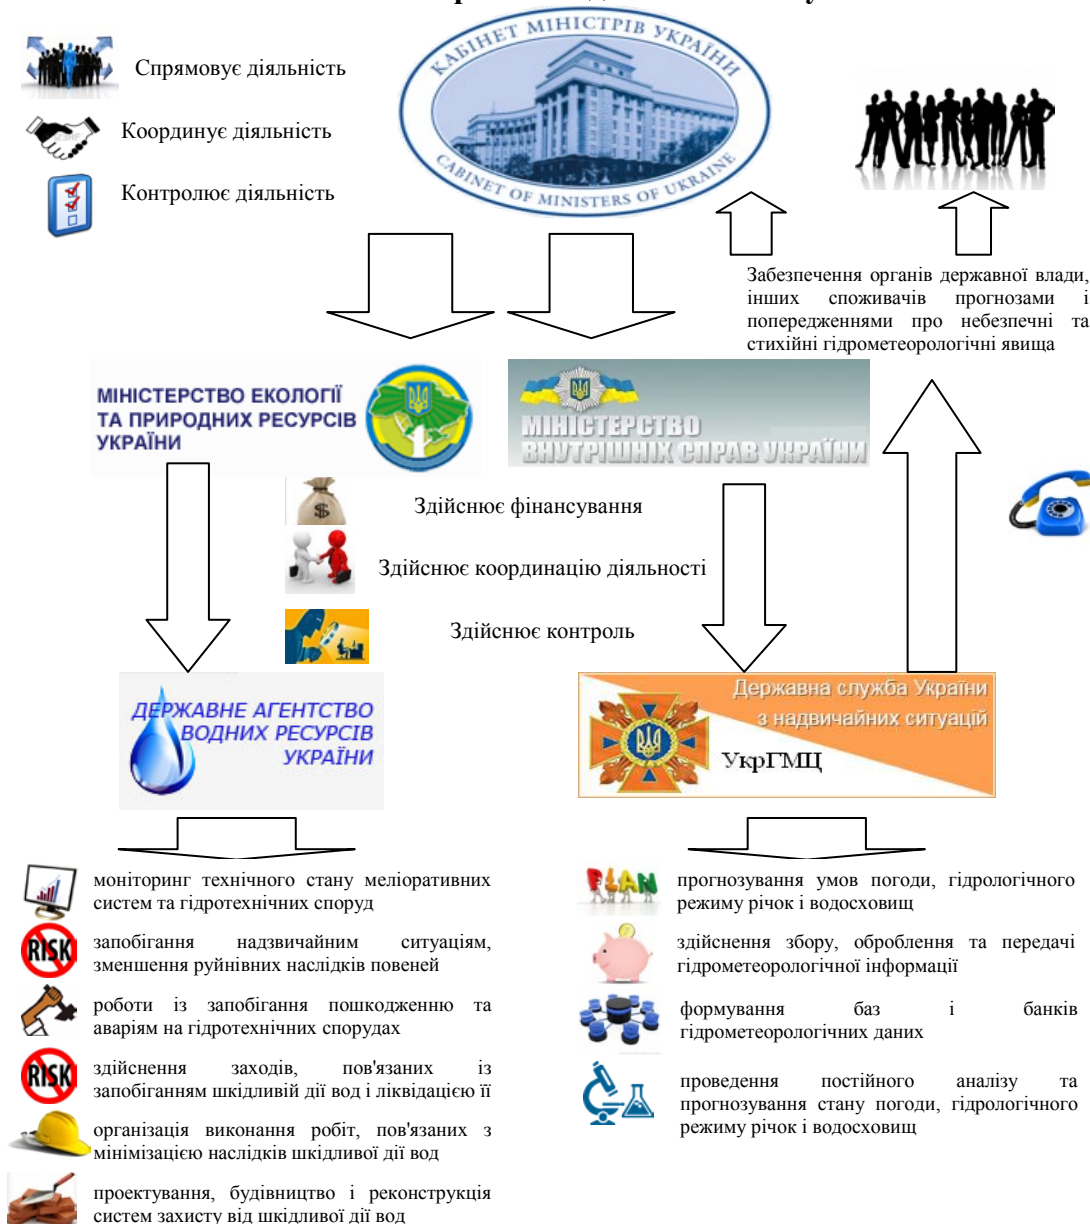 Спрямовує діяльність
Координує діяльність
Контролює діяльність
КАБІНЕТ МІНІСТРІВ УКРАЇНИ
CABINET OF MINISTERS OF UKRAINE
Забезпечення органів державної влади,
інших споживачів прогнозами і
попередженнями про небезпечні та
стихійні гідрометеорологічні явища
МІНІСТЕРСТВО ЕКОЛОГІЇ
ТА ПРИРОДНИХ РЕСУРСІВ
УКРАЇНИ
МІНІСТЕРСТВО
ВНУТРІШНІХ СПРАВ УКРАЇНИ
$
Здійснює фінансування
Здійснює координацію діяльності
Здійснює контроль
ДЕРЖАВНЕ АГЕНТСТВО
ВОДНИХ РЕСУРСІВ
УКРАЇНИ
Державна служба України
з надвичайних ситуацій
УкрГМЦ
моніторинг технічного стану меліоративних
систем та гідротехнічних споруд
RISK
запобігання надзвичайним ситуаціям,
зменшення руйнівних наслідків повеней
роботи із запобігання пошкодженню та
аваріям на гідротехнічних спорудах
RISK
здійснення заходів, пов'язаних із
запобіганням шкідливій дії вод і ліквідацією її
організація виконання робіт, пов'язаних з
мінімізацією наслідків шкідливої дії вод
проектування, будівництво і реконструкція
систем захисту від шкідливої дії вод
PLAN
прогнозування умов погоди, гідрологічного
режиму річок і водосховищ
здійснення збору, оброблення та передачі
гідрометеорологічної інформації
формування баз і банків
гідрометеорологічних даних
проведення постійного аналізу та
прогнозування стану погоди, гідрологічного
режиму річок і водосховищ